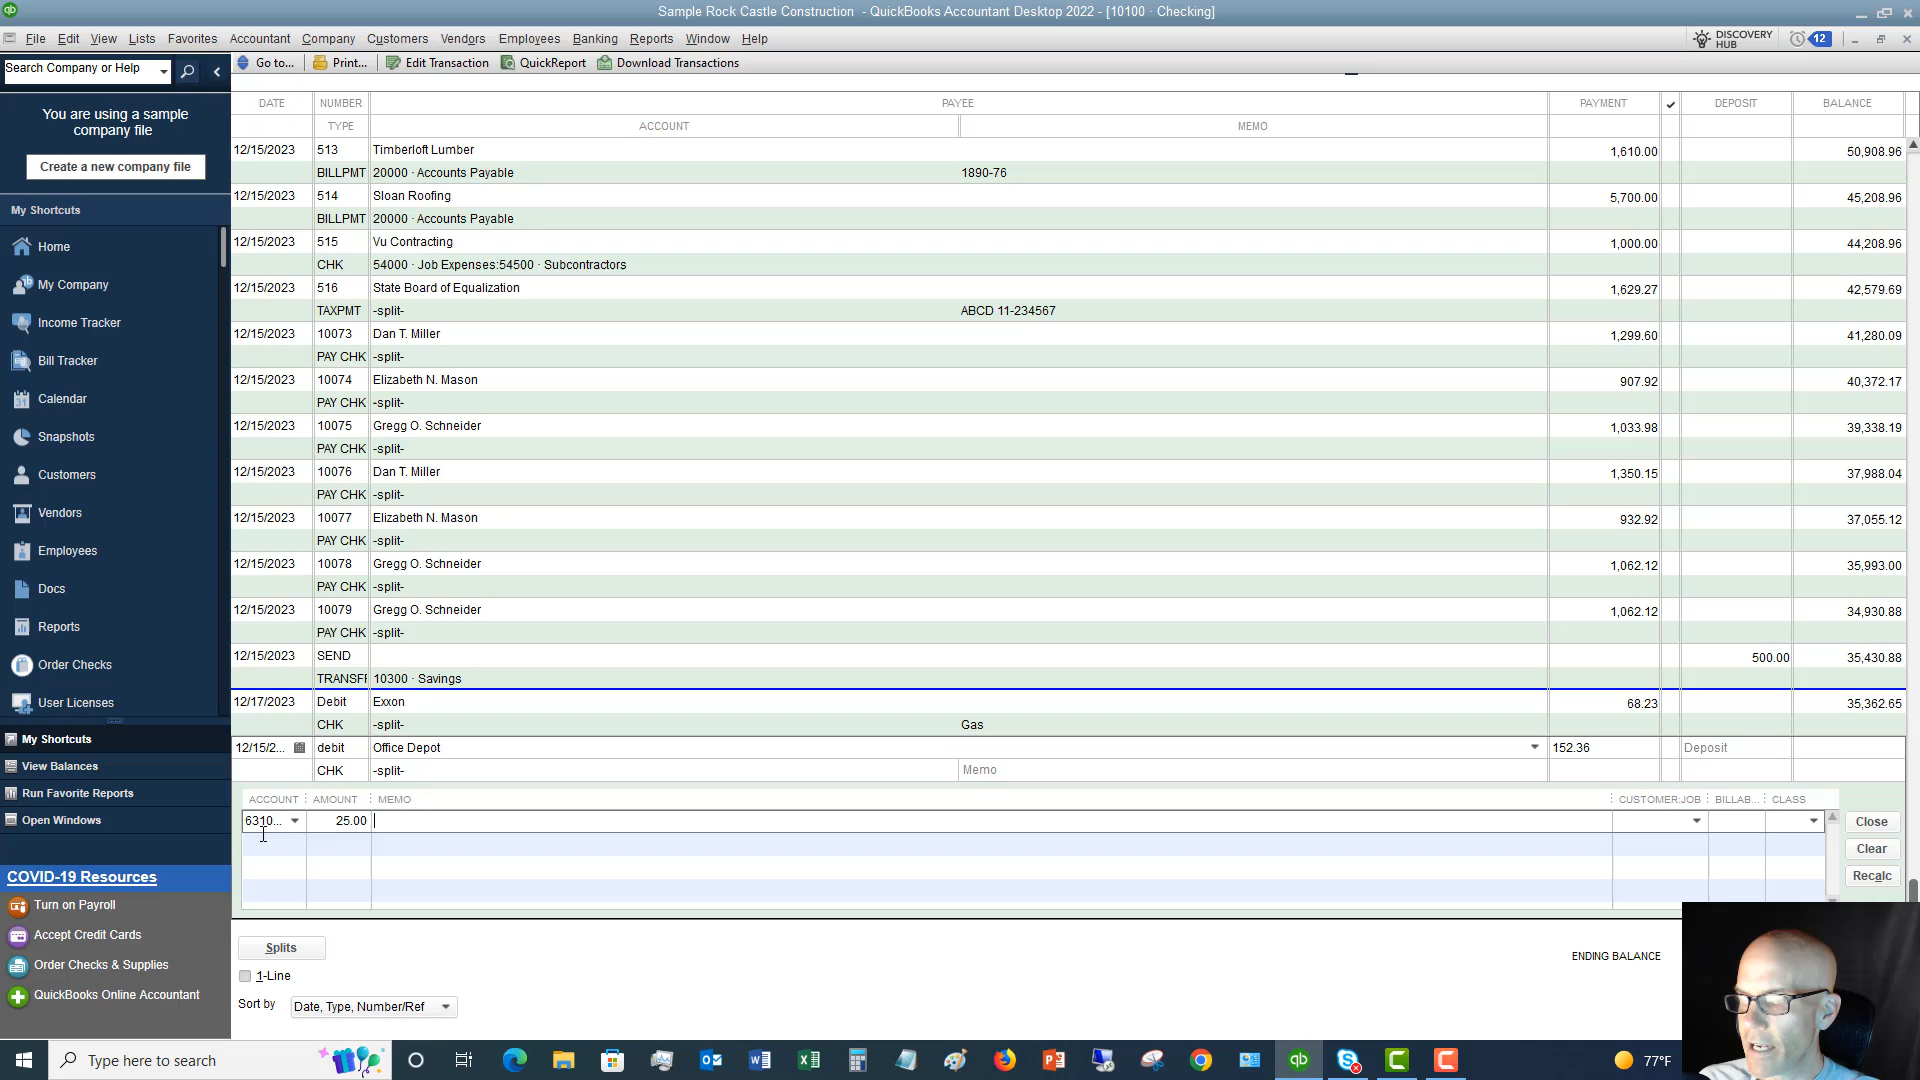 Sample Rock Castle Construction - QuickBooks Accountant Desktop 2022 - [10100 · Checking]
File Edit View Lists Favorites Accountant Company Customers Vendors Employees Banking Reports Window Help
DISCOVERY HUB 12
Search Company or Help
Go to... Print... Edit Transaction QuickReport Download Transactions
You are using a sample
company file
Create a new company file
My Shortcuts
Home
My Company
Income Tracker
Bill Tracker
Calendar
Snapshots
Customers
Vendors
Employees
Docs
Reports
Order Checks
User Licenses
My Shortcuts
View Balances
Run Favorite Reports
Open Windows
COVID-19 Resources
Turn on Payroll
Accept Credit Cards
Order Checks & Supplies
QuickBooks Online Accountant
DATE NUMBER PAYEE PAYMENT ✓ DEPOSIT BALANCE
TYPE ACCOUNT MEMO
12/15/2023 513 Timberloft Lumber 1,610.00 50,908.96
BILLPMT 20000 · Accounts Payable 1890-76
12/15/2023 514 Sloan Roofing 5,700.00 45,208.96
BILLPMT 20000 · Accounts Payable
12/15/2023 515 Vu Contracting 1,000.00 44,208.96
CHK 54000 · Job Expenses:54500 · Subcontractors
12/15/2023 516 State Board of Equalization 1,629.27 42,579.69
TAXPMT -split- ABCD 11-234567
12/15/2023 10073 Dan T. Miller 1,299.60 41,280.09
PAY CHK -split-
12/15/2023 10074 Elizabeth N. Mason 907.92 40,372.17
PAY CHK -split-
12/15/2023 10075 Gregg O. Schneider 1,033.98 39,338.19
PAY CHK -split-
12/15/2023 10076 Dan T. Miller 1,350.15 37,988.04
PAY CHK -split-
12/15/2023 10077 Elizabeth N. Mason 932.92 37,055.12
PAY CHK -split-
12/15/2023 10078 Gregg O. Schneider 1,062.12 35,993.00
PAY CHK -split-
12/15/2023 10079 Gregg O. Schneider 1,062.12 34,930.88
PAY CHK -split-
12/15/2023 SEND 500.00 35,430.88
TRANSFR 10300 · Savings
12/17/2023 Debit Exxon 68.23 35,362.65
CHK -split- Gas
12/15/2... debit Office Depot 152.36 Deposit
CHK -split- Memo
ACCOUNT AMOUNT MEMO CUSTOMER:JOB BILLAB... CLASS
6310... 25.00
Close
Clear
Recalc
Splits
1-Line
ENDING BALANCE
Sort by Date, Type, Number/Ref
Type here to search
77°F